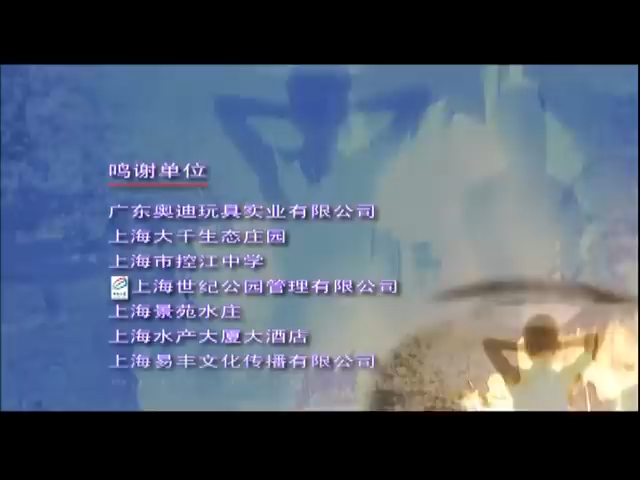 鸣谢单位
广东奥迪玩具实业有限公司
上海大千生态庄园
上海市控江中学
上海世纪公园管理有限公司
上海景苑水庄
上海水产大厦大酒店
上海易丰文化传播有限公司